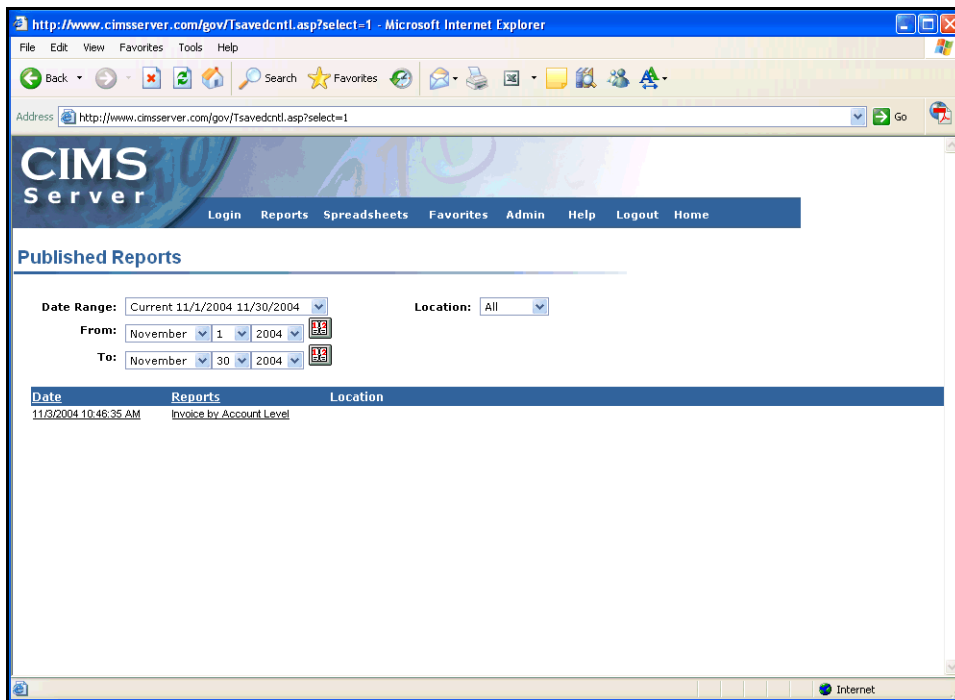 http://www.cimsserver.com/gov/Tsavedcntl.asp?select=1 - Microsoft Internet Explorer
File Edit View Favorites Tools Help
Back Search Favorites
Address http://www.cimsserver.com/gov/Tsavedcntl.asp?select=1 Go
CIMS
Server
Login Reports Spreadsheets Favorites Admin Help Logout Home
Published Reports
Date Range: Current 11/1/2004 11/30/2004 Location: All
From: November 1 2004
To: November 30 2004
Date Reports Location
11/3/2004 10:46:35 AM Invoice by Account Level
Internet